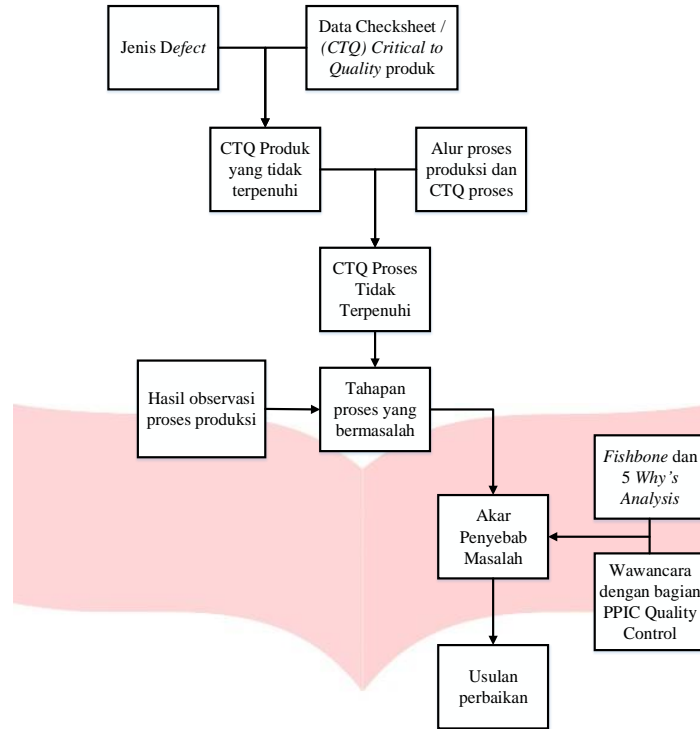 Jenis Defect
Data Checksheet /
(CTQ) Critical to
Quality produk
CTQ Produk
yang tidak
terpenuhi
Alur proses
produksi dan
CTQ proses
CTQ Proses
Tidak
Terpenuhi
Hasil observasi
proses produksi
Tahapan
proses yang
bermasalah
Fishbone dan
5 Why's
Analysis
Akar
Penyebab
Masalah
Wawancara
dengan bagian
PPIC Quality
Control
Usulan
perbaikan